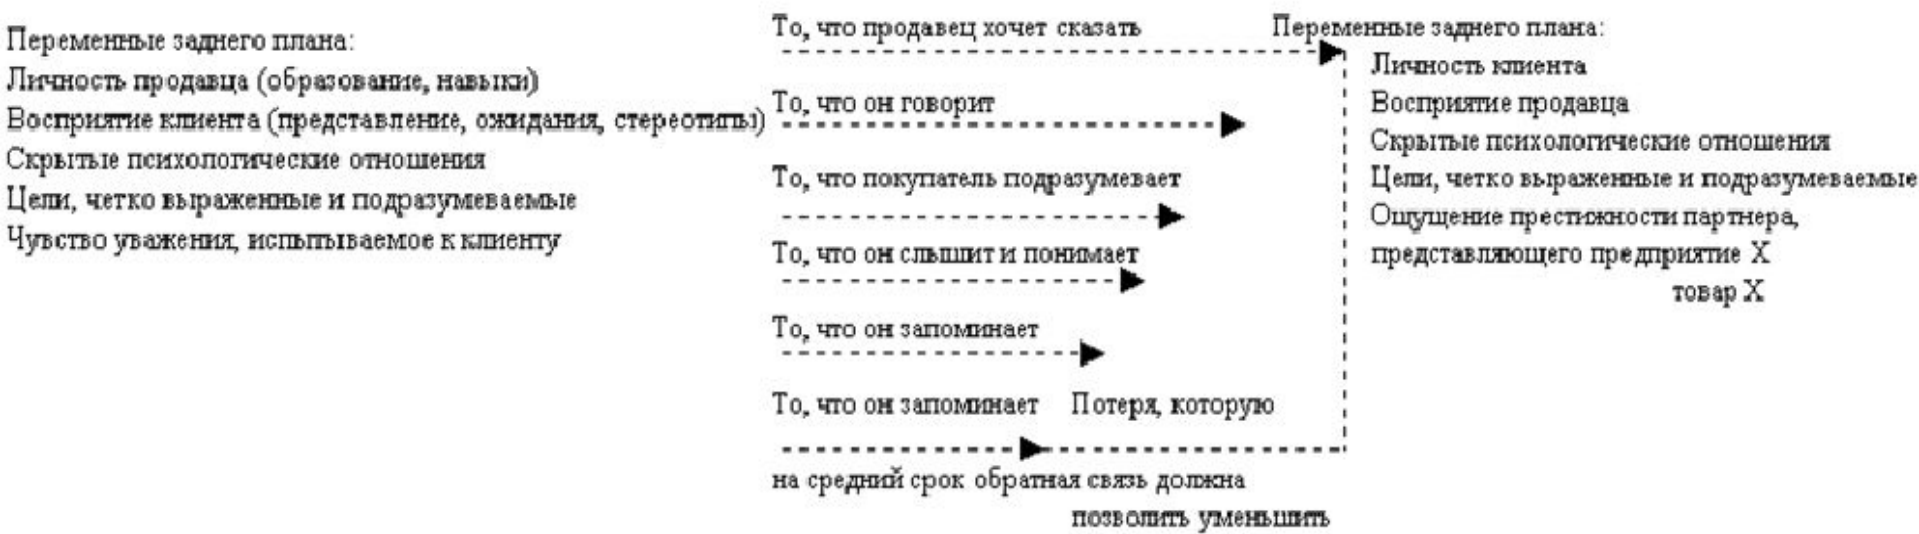 Переменные заднего плана:
Личность продавца (образование, навыки)
Восприятие клиента (представление, ожидания, стереотипы)
Скрытые психологические отношения
Цели, четко выраженные и подразумеваемые
Чувство уважения, испытываемое к клиенту
То, что продавец хочет сказать
То, что он говорит
То, что покупатель подразумевает
То, что он слышит и понимает
То, что он запоминает
То, что он запоминает Потеря, которую
на средний срок обратная связь должна
позволить уменьшить
Переменные заднего плана:
Личность клиента
Восприятие продавца
Скрытые психологические отношения
Цели, четко выраженные и подразумеваемые
Ощущение престижности партнера,
представляющего предприятие X
товар X